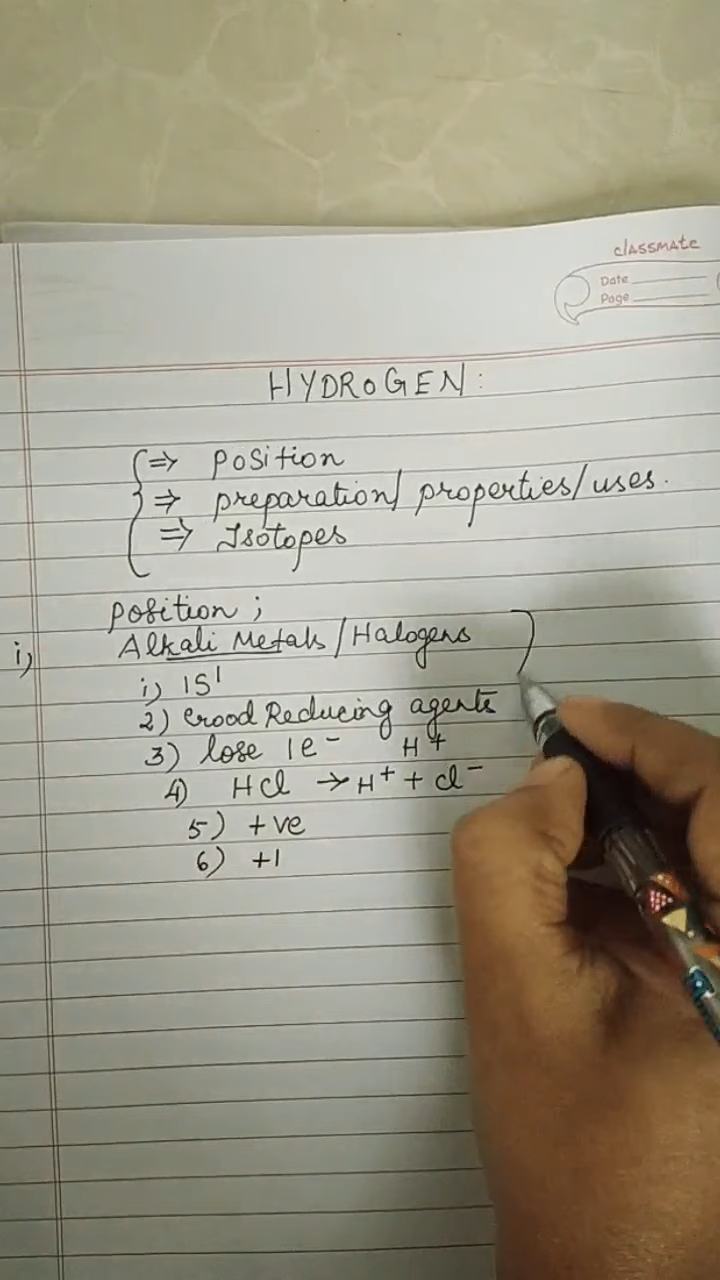 classmate
Date
Page
HYDROGEN :
⇒ position
⇒ preparation/ properties/uses.
⇒ Isotopes
position ;
i) Alkali Metals / Halogens
i) 1S¹
2) Good Reducing agents
3) lose 1e⁻ H⁺
4) HCl → H⁺ + Cl⁻
5) +ve
6) +1